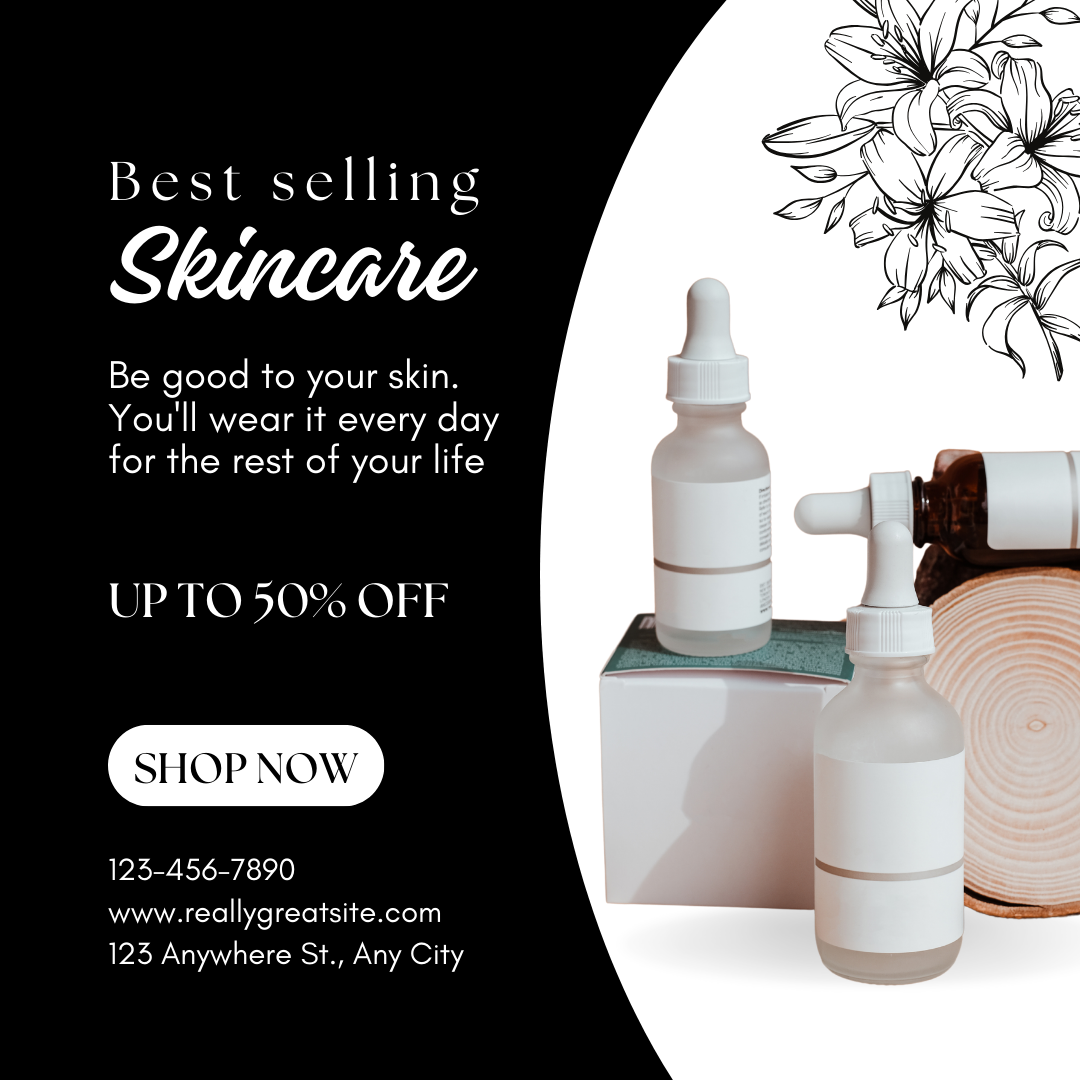 Best selling
Skincare
Be good to your skin.
You'll wear it every day
for the rest of your life
UP TO 50% OFF
SHOP NOW
123-456-7890
www.reallygreatsite.com
123 Anywhere St., Any City